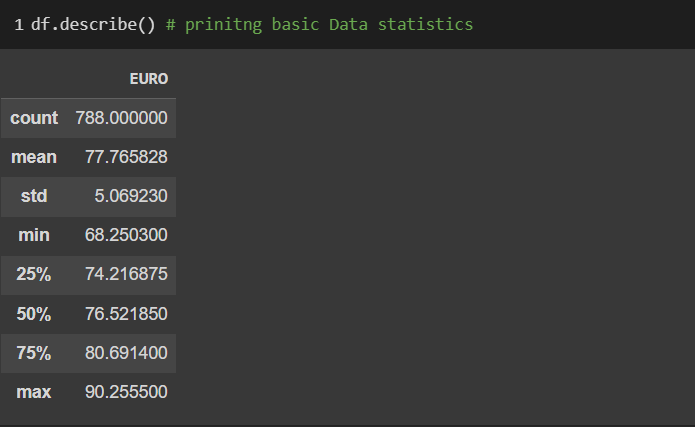 1 df.describe() # prinitng basic Data statistics
EURO
count 788.000000
mean 77.765828
std 5.069230
min 68.250300
25% 74.216875
50% 76.521850
75% 80.691400
max 90.255500